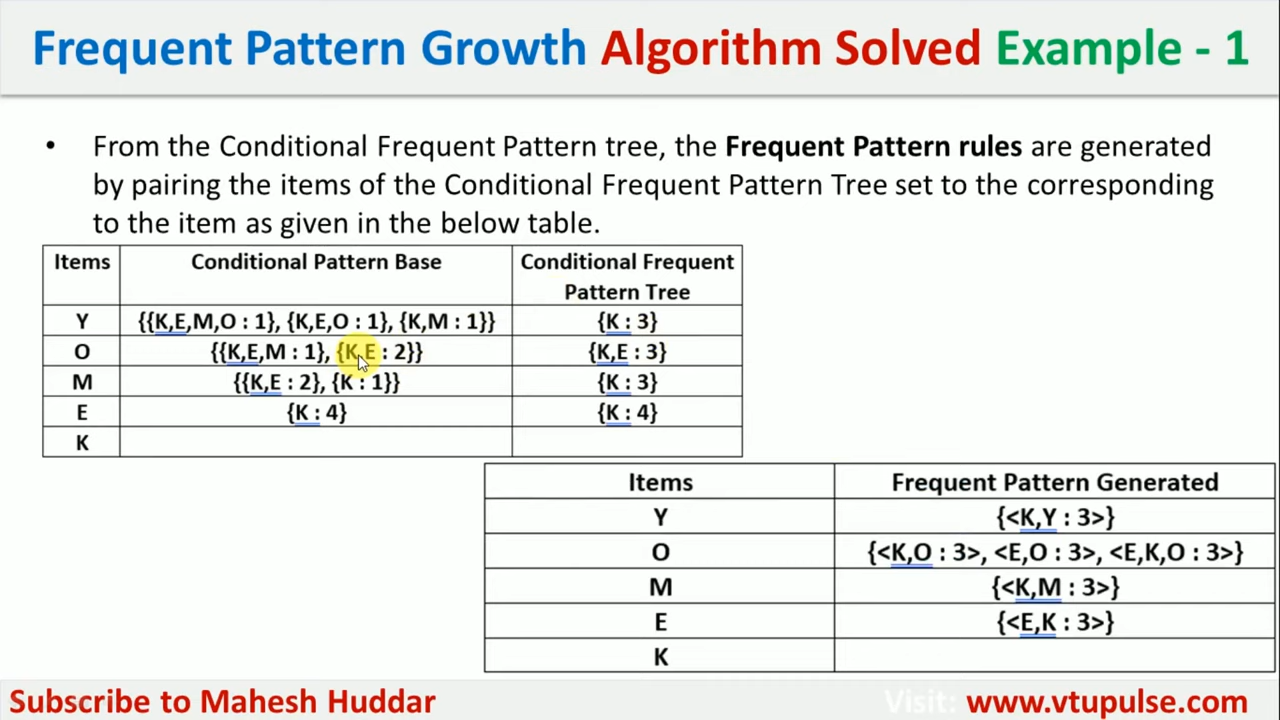 Frequent Pattern Growth Algorithm Solved Example - 1
• From the Conditional Frequent Pattern tree, the Frequent Pattern rules are generated
by pairing the items of the Conditional Frequent Pattern Tree set to the corresponding
to the item as given in the below table.
Items Conditional Pattern Base Conditional Frequent
Pattern Tree
Y {{K,E,M,O : 1}, {K,E,O : 1}, {K,M : 1}} {K : 3}
O {{K,E,M : 1}, {K,E : 2}} {K,E : 3}
M {{K,E : 2}, {K : 1}} {K : 3}
E {K : 4} {K : 4}
K
Items Frequent Pattern Generated
Y {<K,Y : 3>}
O {<K,O : 3>, <E,O : 3>, <E,K,O : 3>}
M {<K,M : 3>}
E {<E,K : 3>}
K
Subscribe to Mahesh Huddar Visit: www.vtupulse.com